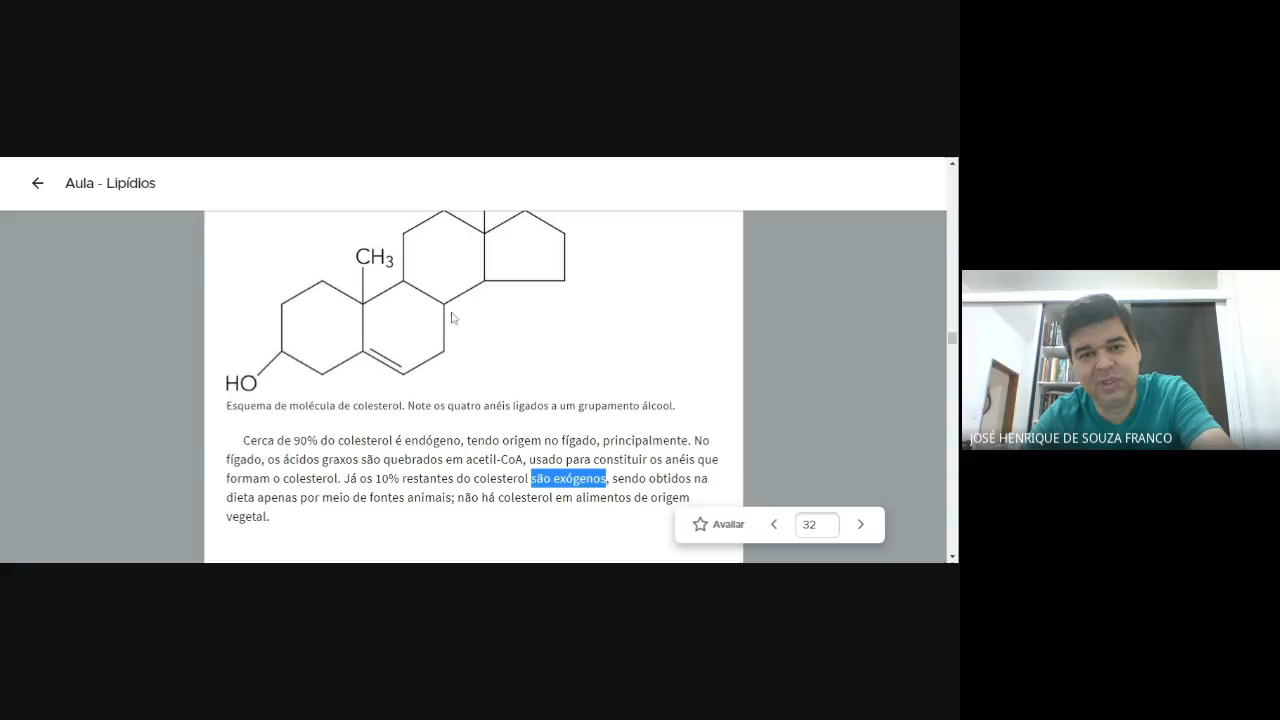 Aula - Lipídios
CH3
HO
Esquema de molécula de colesterol. Note os quatro anéis ligados a um grupamento álcool.
Cerca de 90% do colesterol é endógeno, tendo origem no fígado, principalmente. No
fígado, os ácidos graxos são quebrados em acetil-CoA, usado para constituir os anéis que
formam o colesterol. Já os 10% restantes do colesterol são exógenos, sendo obtidos na
dieta apenas por meio de fontes animais; não há colesterol em alimentos de origem
vegetal.
Avaliar
32
JOSÉ HENRIQUE DE SOUZA FRANCO